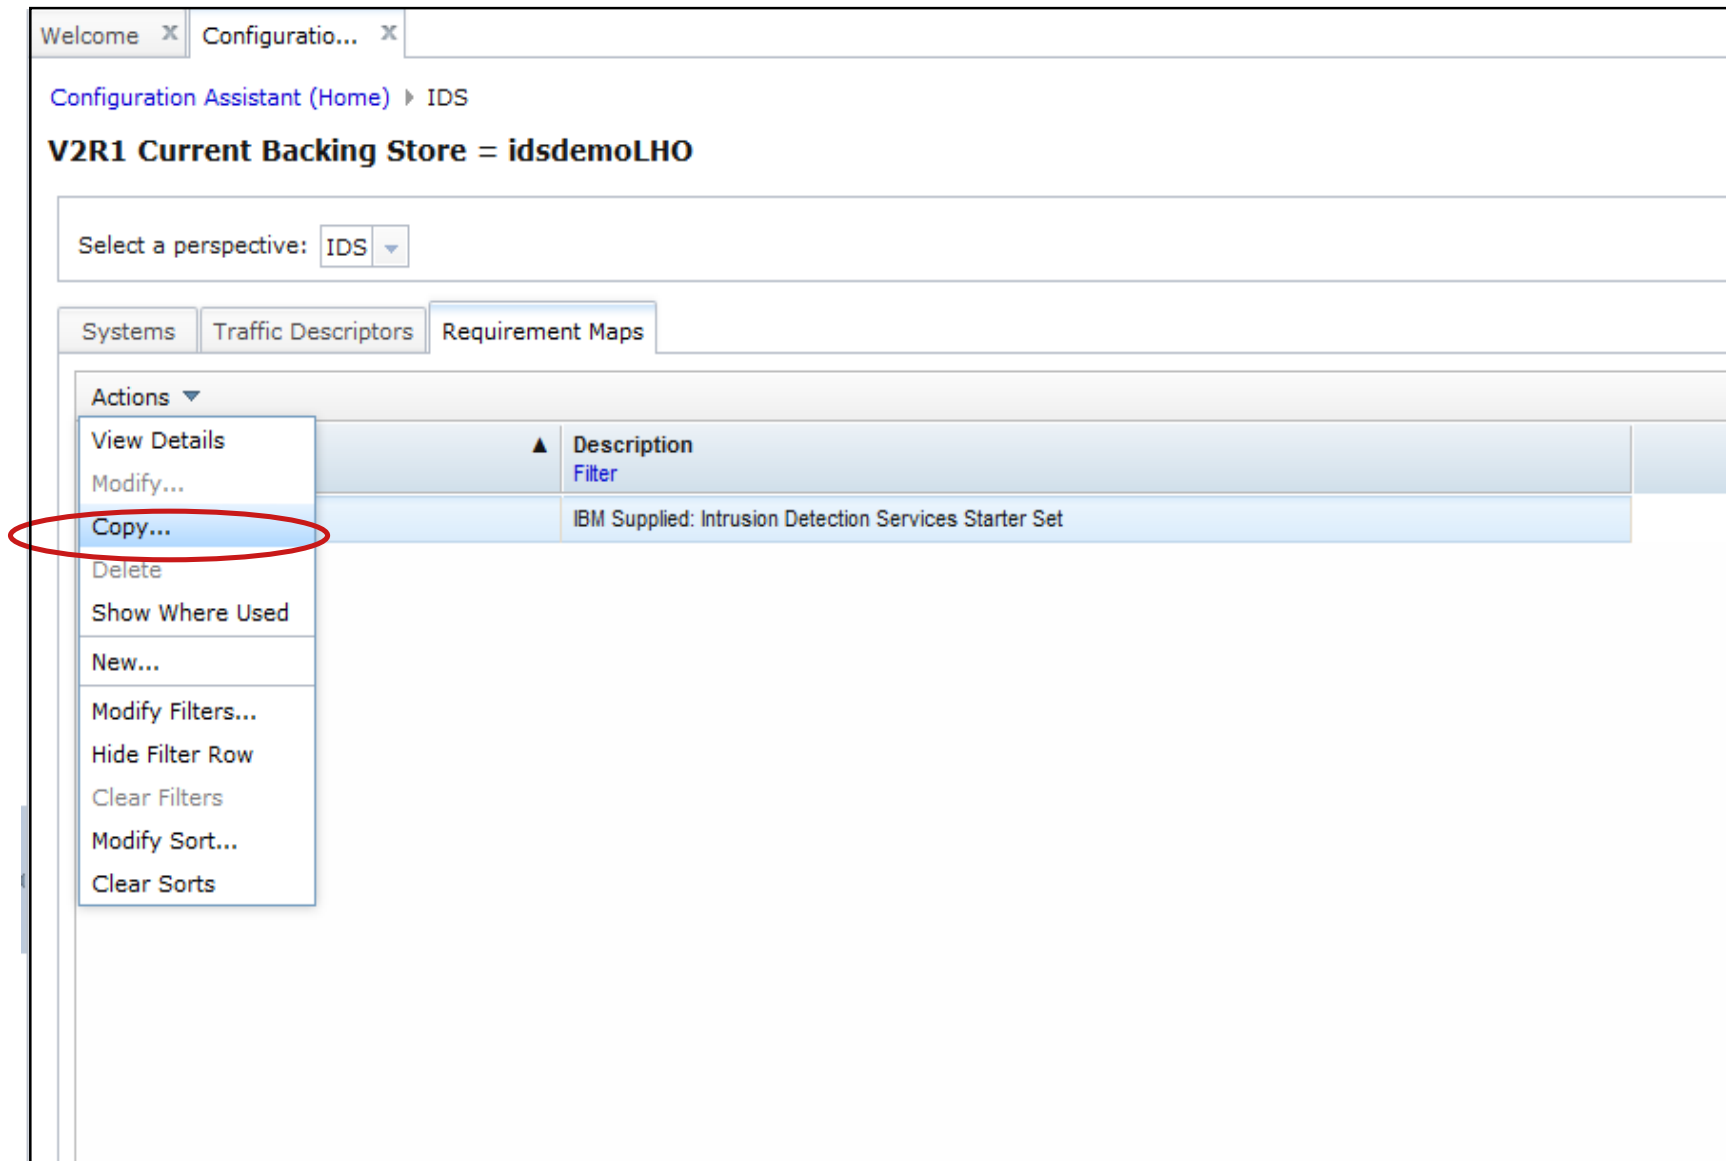 Welcome X Configuratio... X
Configuration Assistant (Home) IDS
V2R1 Current Backing Store = idsdemoLHO
Select a perspective: IDS
Systems Traffic Descriptors Requirement Maps
Actions
View Details
Modify...
Copy...
Delete
Show Where Used
New...
Modify Filters...
Hide Filter Row
Clear Filters
Modify Sort...
Clear Sorts
Description
Filter
IBM Supplied: Intrusion Detection Services Starter Set